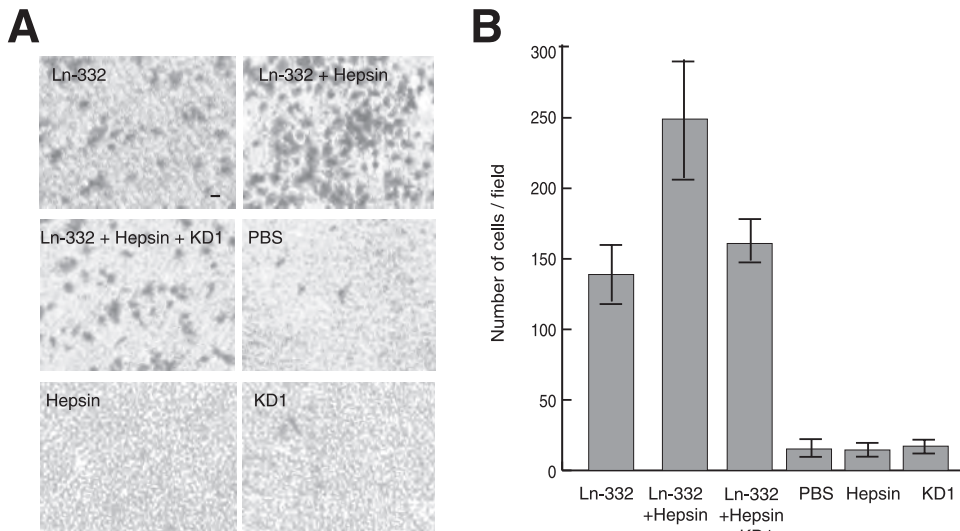 A
Ln-332
Ln-332 + Hepsin
Ln-332 + Hepsin + KD1
PBS
Hepsin
KD1
B
Number of cells / field
300
250
200
150
100
50
0
Ln-332
Ln-332
+Hepsin
Ln-332
+Hepsin
PBS
Hepsin
KD1